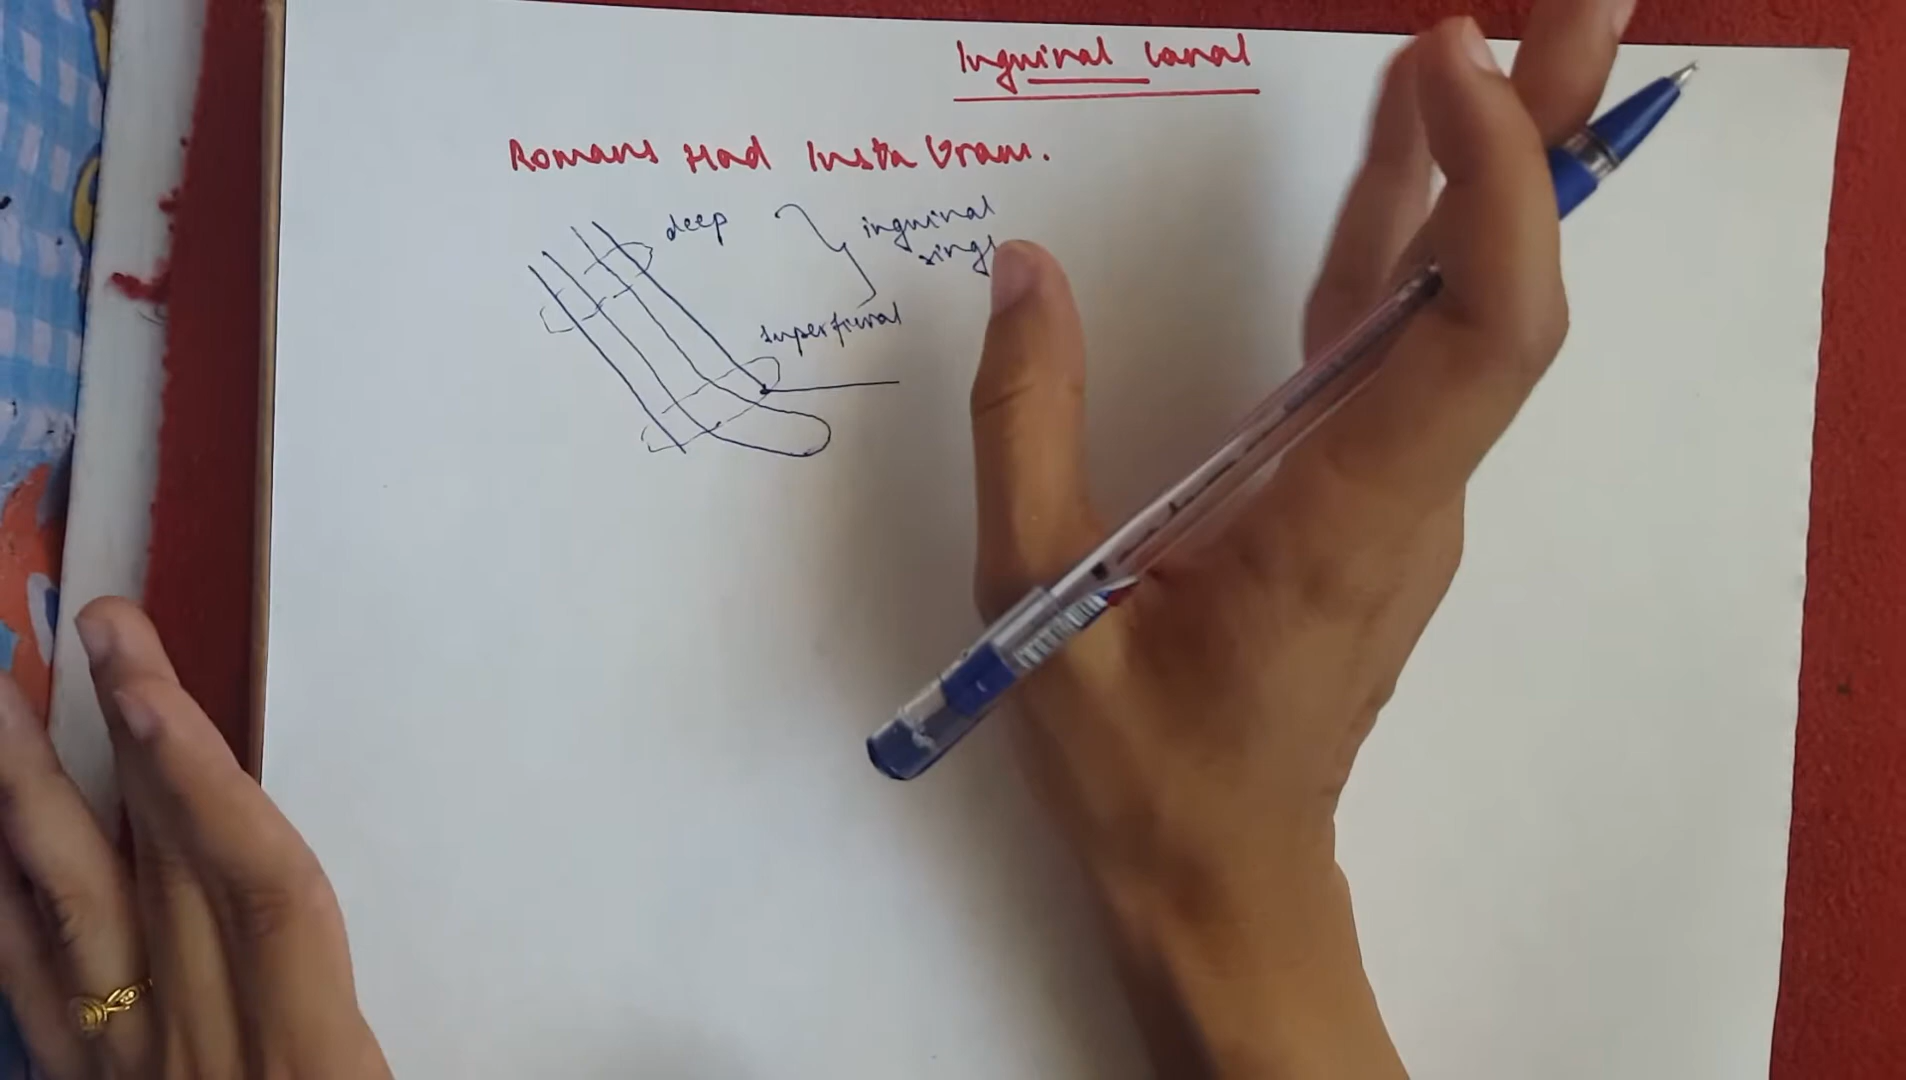 Inguinal Canal
Romans Had Insta Gram.
deep
inguinal
rings
superficial